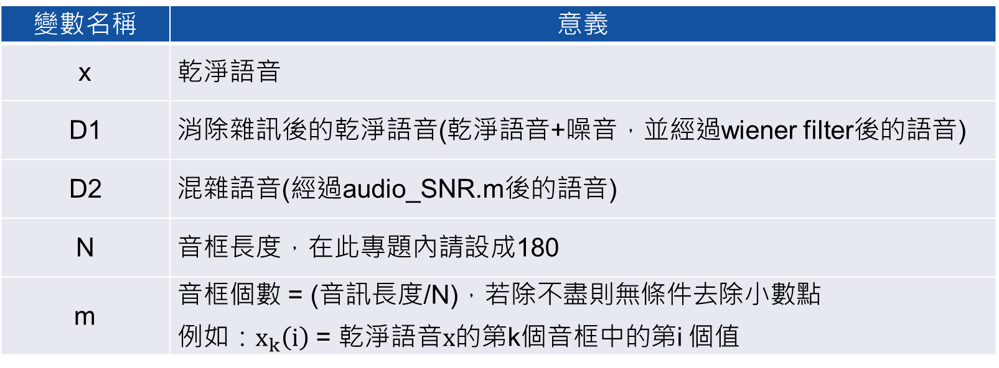 變數名稱 意義
x 乾淨語音
D1 消除雜訊後的乾淨語音(乾淨語音+噪音，並經過wiener filter後的語音)
D2 混雜語音(經過audio_SNR.m後的語音)
N 音框長度，在此專題內請設成180
m 音框個數 = (音訊長度/N)，若除不盡則無條件去除小數點
例如：xₖ(i) = 乾淨語音x的第k個音框中的第i 個值